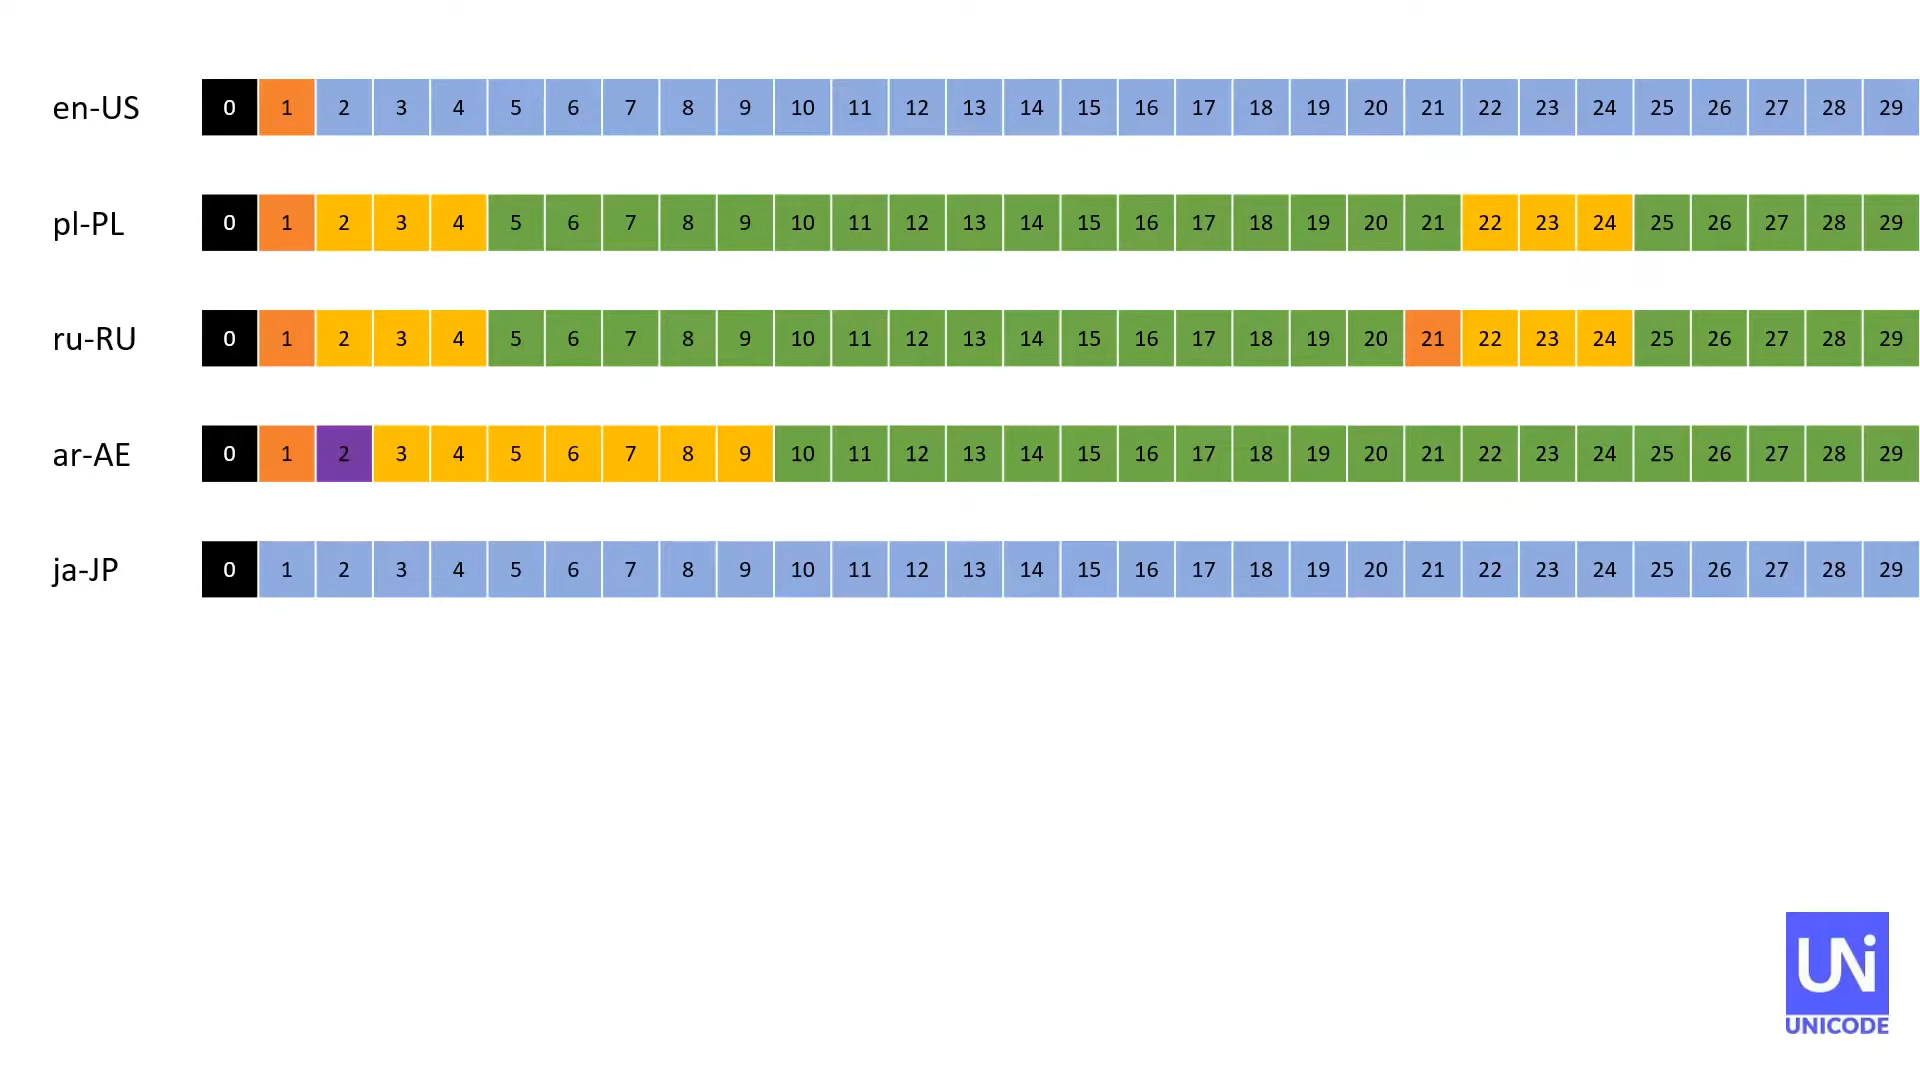 en-US 0 1 2 3 4 5 6 7 8 9 10 11 12 13 14 15 16 17 18 19 20 21 22 23 24 25 26 27 28 29
pl-PL 0 1 2 3 4 5 6 7 8 9 10 11 12 13 14 15 16 17 18 19 20 21 22 23 24 25 26 27 28 29
ru-RU 0 1 2 3 4 5 6 7 8 9 10 11 12 13 14 15 16 17 18 19 20 21 22 23 24 25 26 27 28 29
ar-AE 0 1 2 3 4 5 6 7 8 9 10 11 12 13 14 15 16 17 18 19 20 21 22 23 24 25 26 27 28 29
ja-JP 0 1 2 3 4 5 6 7 8 9 10 11 12 13 14 15 16 17 18 19 20 21 22 23 24 25 26 27 28 29
UNi
UNICODE